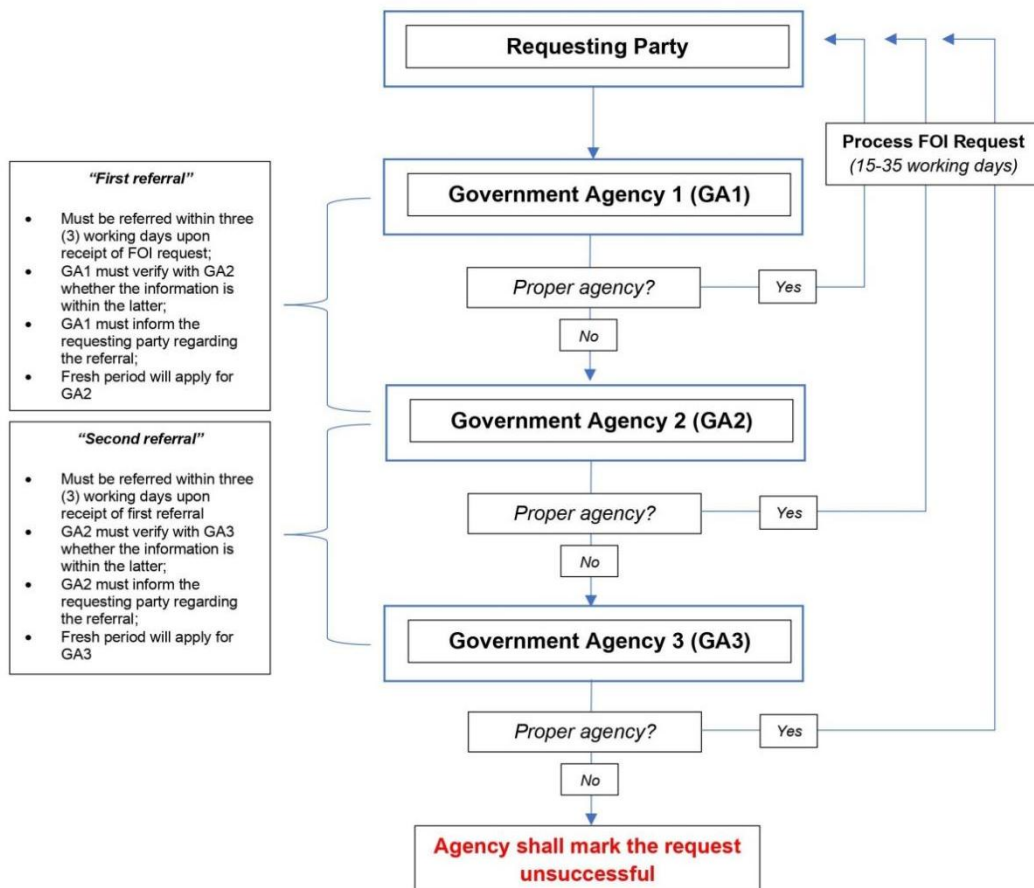 Requesting Party
Process FOI Request
(15-35 working days)
“First referral”
• Must be referred within three
(3) working days upon
receipt of FOI request;
• GA1 must verify with GA2
whether the information is
within the latter;
• GA1 must inform the
requesting party regarding
the referral;
• Fresh period will apply for
GA2
Government Agency 1 (GA1)
Proper agency?
Yes
No
Government Agency 2 (GA2)
“Second referral”
• Must be referred within three
(3) working days upon
receipt of first referral
• GA2 must verify with GA3
whether the information is
within the latter;
• GA2 must inform the
requesting party regarding
the referral;
• Fresh period will apply for
GA3
Proper agency?
Yes
No
Government Agency 3 (GA3)
Proper agency?
Yes
No
Agency shall mark the request
unsuccessful